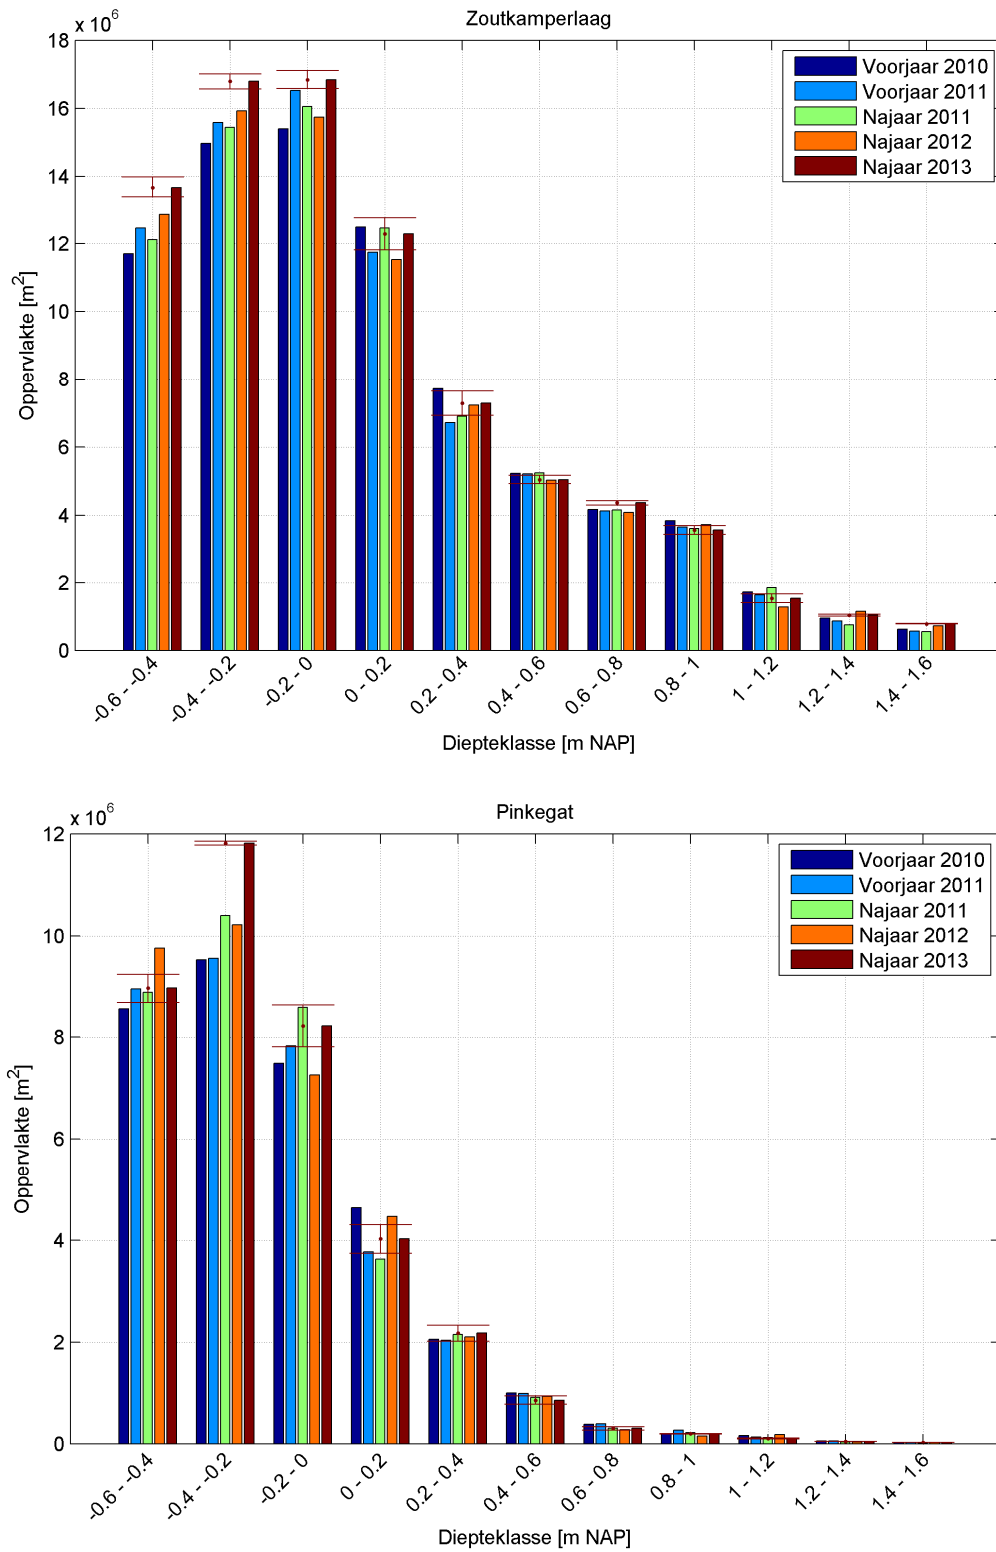 Zoutkamperlaag
x 10^6
18
16
14
12
10
8
6
4
2
0
Oppervlakte [m^2]
Voorjaar 2010
Voorjaar 2011
Najaar 2011
Najaar 2012
Najaar 2013
-0.6 - -0.4
-0.4 - -0.2
-0.2 - 0
0 - 0.2
0.2 - 0.4
0.4 - 0.6
0.6 - 0.8
0.8 - 1
1 - 1.2
1.2 - 1.4
1.4 - 1.6
Diepteklasse [m NAP]
Pinkegat
x 10^6
12
10
8
6
4
2
0
Oppervlakte [m^2]
Voorjaar 2010
Voorjaar 2011
Najaar 2011
Najaar 2012
Najaar 2013
-0.6 - -0.4
-0.4 - -0.2
-0.2 - 0
0 - 0.2
0.2 - 0.4
0.4 - 0.6
0.6 - 0.8
0.8 - 1
1 - 1.2
1.2 - 1.4
1.4 - 1.6
Diepteklasse [m NAP]